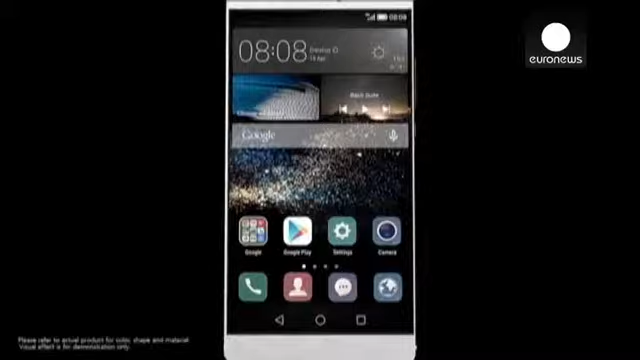 08:08
euronews
08:08
Google
Google
Google Play
Settings
Camera
Please refer to actual product for color, shape and material.
Visual effect is for demonstration only.